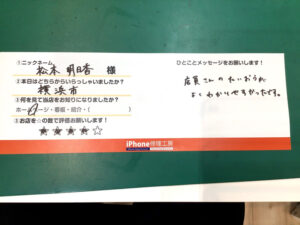 ①ニックネーム
松本 明日香 様
②本日はどちらからいらっしゃいましたか？
横浜市
③何を見て当店をお知りになりましたか？
ホームページ・看板・紹介・（　　　　）
③お店を☆の数で評価お願いします！
★★★★☆
ひとことメッセージをお願いします！
店員さんのたいおうが
よくわかりやすかったです。
iPhone修理工房